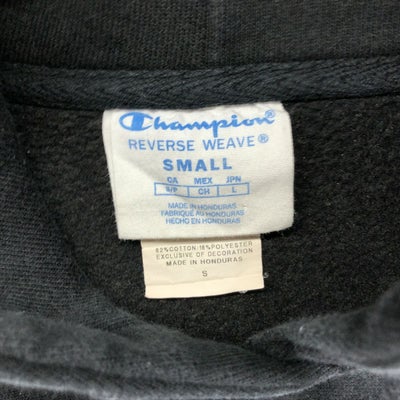 Champion
REVERSE WEAVE®
SMALL
CA MEX JPN
S/P CH L
MADE IN HONDURAS
FABRIQUÉ AU HONDURAS
HECHO EN HONDURAS
82% COTTON/18% POLYESTER
EXCLUSIVE OF DECORATION
MADE IN HONDURAS
S